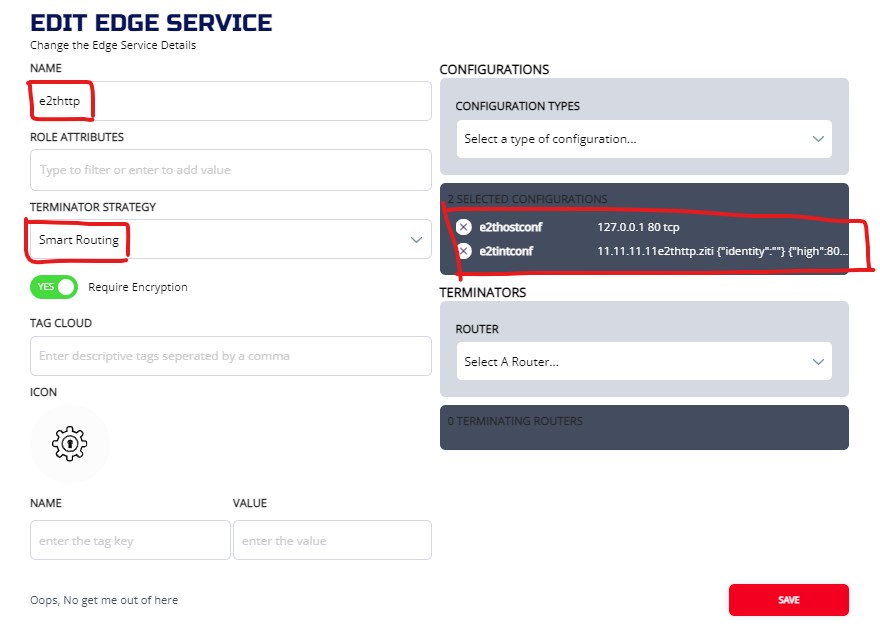 EDIT EDGE SERVICE
Change the Edge Service Details
NAME
e2thttp
ROLE ATTRIBUTES
Type to filter or enter to add value
TERMINATOR STRATEGY
Smart Routing
YES Require Encryption
TAG CLOUD
Enter descriptive tags seperated by a comma
ICON
NAME VALUE
enter the tag key enter the value
Oops, No get me out of here
CONFIGURATIONS
CONFIGURATION TYPES
Select a type of configuration...
2 SELECTED CONFIGURATIONS
e2thostconf 127.0.0.1 80 tcp
e2tintconf 11.11.11.11e2thttp.ziti {"identity":""} {"high":80...
TERMINATORS
ROUTER
Select A Router...
0 TERMINATING ROUTERS
SAVE